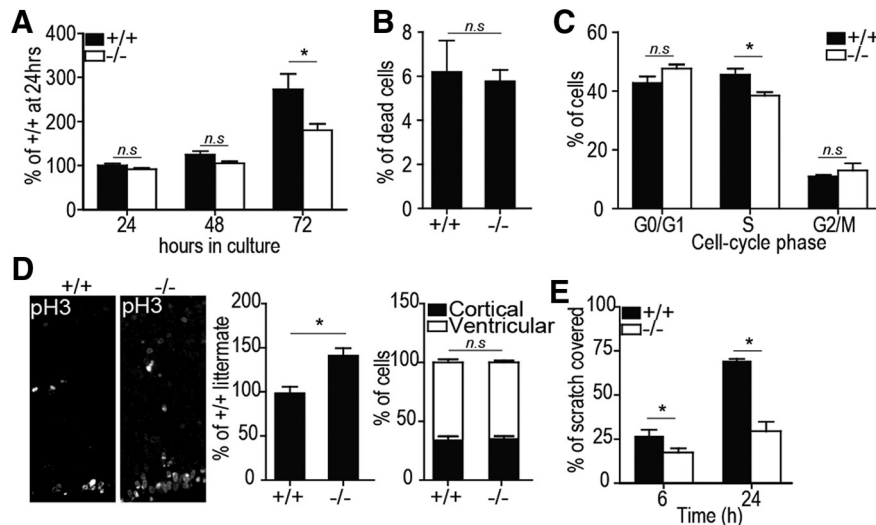 A
+/+
-/-
% of +/+ at 24hrs
400
300
200
100
0
n.s
n.s
*
24
48
72
hours in culture
B
% of dead cells
8
6
4
2
0
n.s
+/+
-/-
C
+/+
-/-
% of cells
60
40
20
0
n.s
*
n.s
G0/G1
S
G2/M
Cell-cycle phase
D
+/+
-/-
pH3
pH3
% of +/+ littermate
200
150
100
50
0
*
+/+
-/-
% of cells
150
100
50
0
Cortical
Ventricular
n.s
+/+
-/-
E
+/+
-/-
% of scratch covered
100
75
50
25
0
*
*
6
24
Time (h)